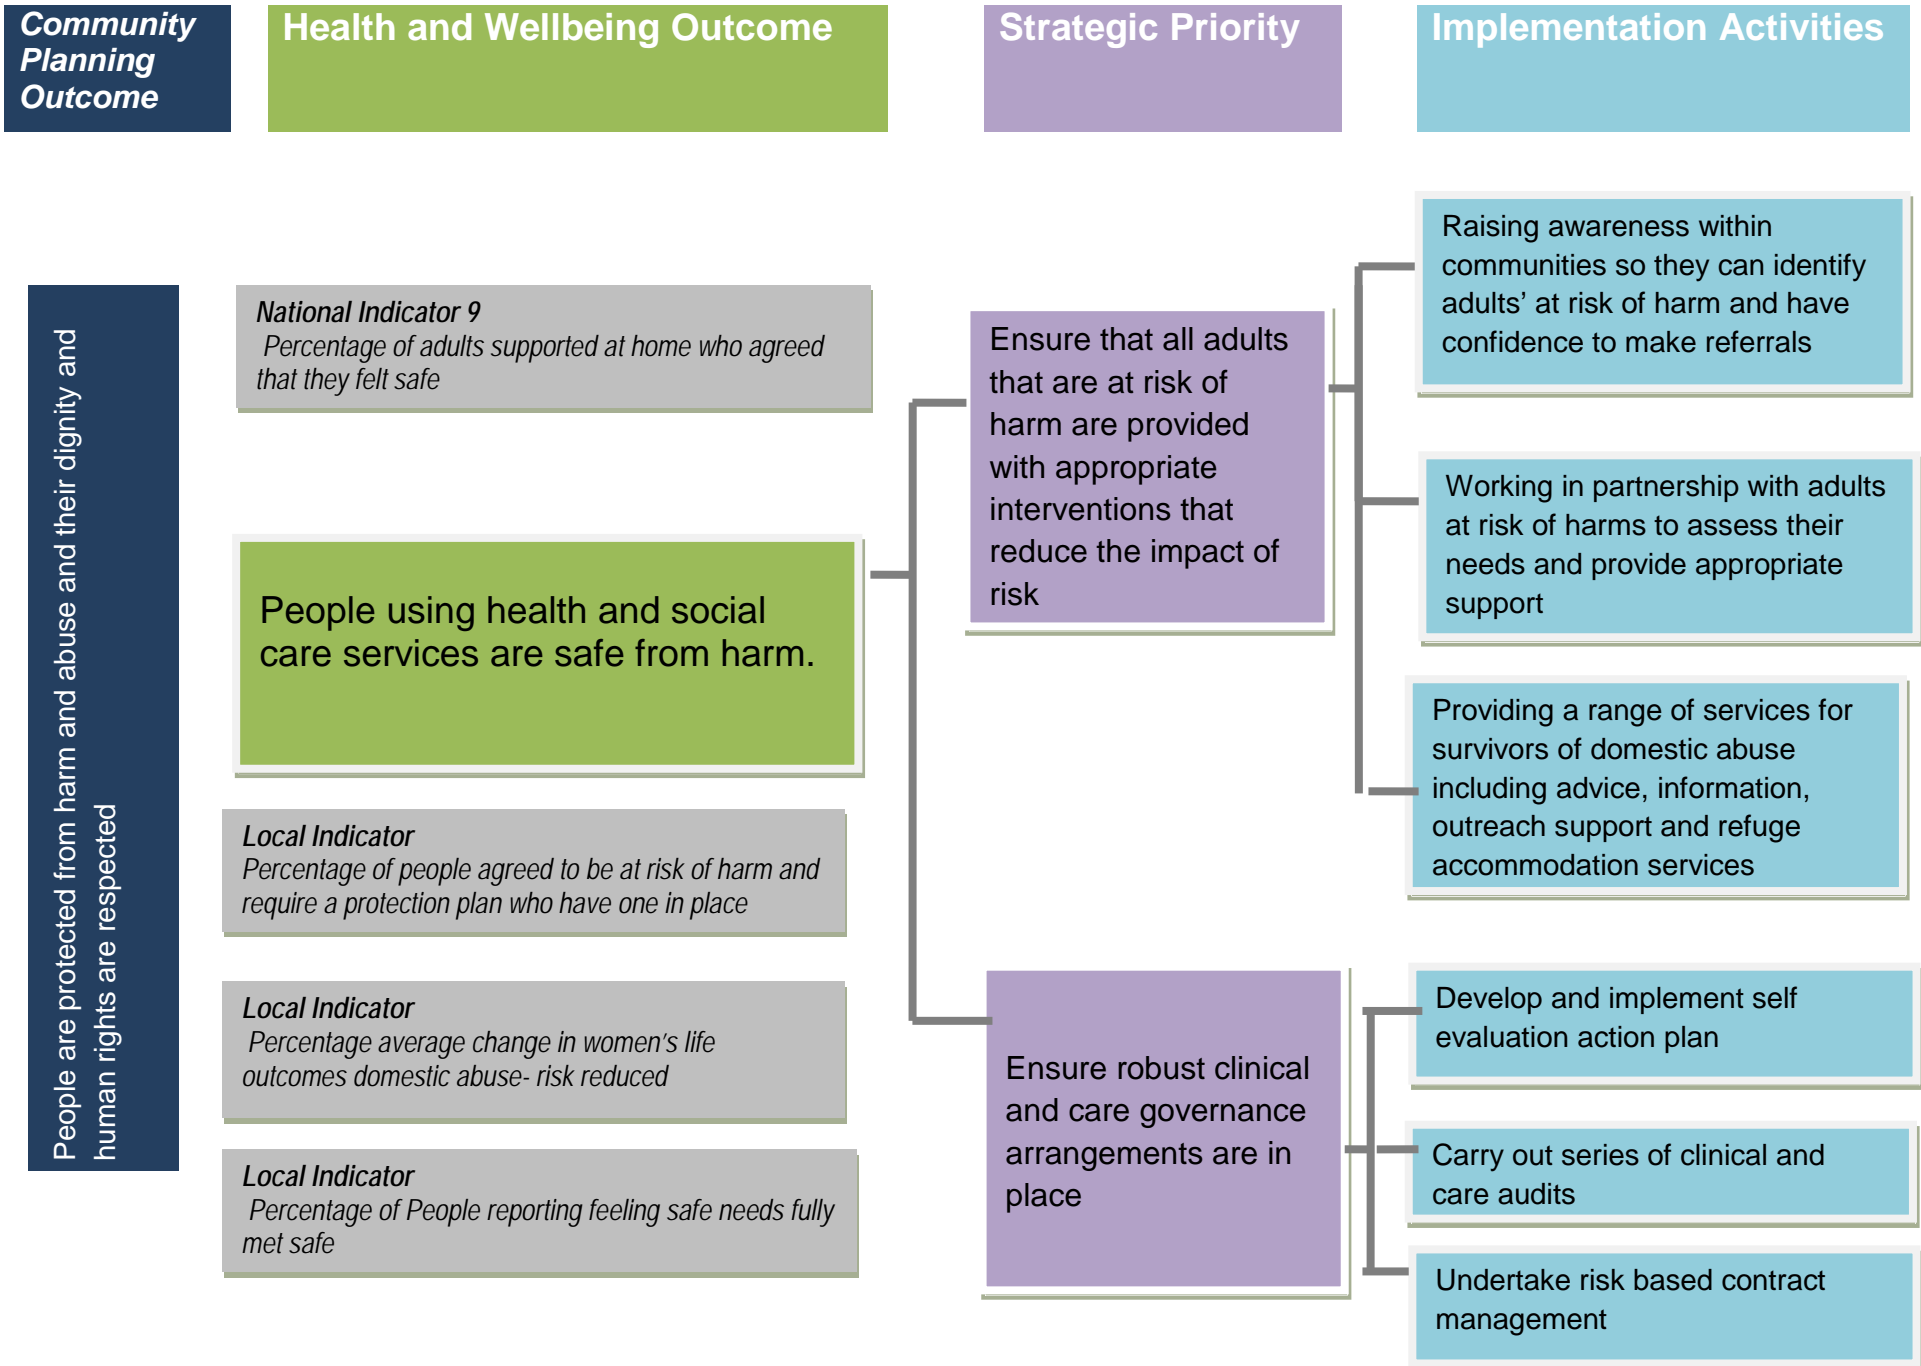 Community
Planning
Outcome
Health and Wellbeing Outcome
Strategic Priority
Implementation Activities
People are protected from harm and abuse and their dignity and
human rights are respected
National Indicator 9
Percentage of adults supported at home who agreed
that they felt safe
People using health and social
care services are safe from harm.
Local Indicator
Percentage of people agreed to be at risk of harm and
require a protection plan who have one in place
Local Indicator
Percentage average change in women's life
outcomes domestic abuse- risk reduced
Local Indicator
Percentage of People reporting feeling safe needs fully
met safe
Ensure that all adults
that are at risk of
harm are provided
with appropriate
interventions that
reduce the impact of
risk
Ensure robust clinical
and care governance
arrangements are in
place
Raising awareness within
communities so they can identify
adults’ at risk of harm and have
confidence to make referrals
Working in partnership with adults
at risk of harms to assess their
needs and provide appropriate
support
Providing a range of services for
survivors of domestic abuse
including advice, information,
outreach support and refuge
accommodation services
Develop and implement self
evaluation action plan
Carry out series of clinical and
care audits
Undertake risk based contract
management